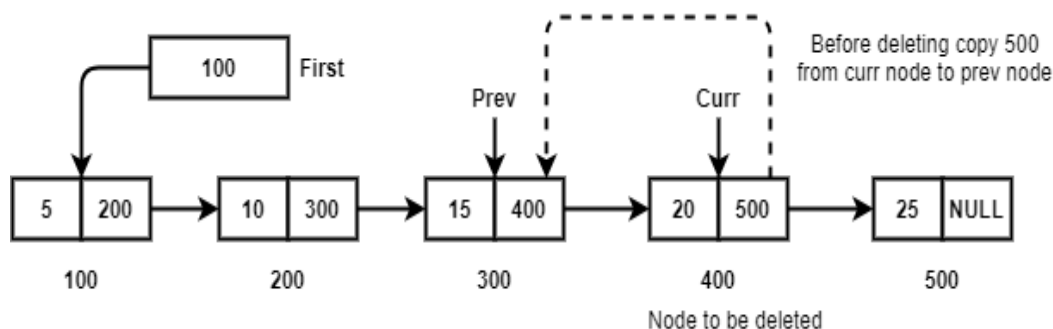 100 First
Before deleting copy 500
from curr node to prev node
Prev
Curr
5 200 10 300 15 400 20 500 25 NULL
100 200 300 400 500
Node to be deleted